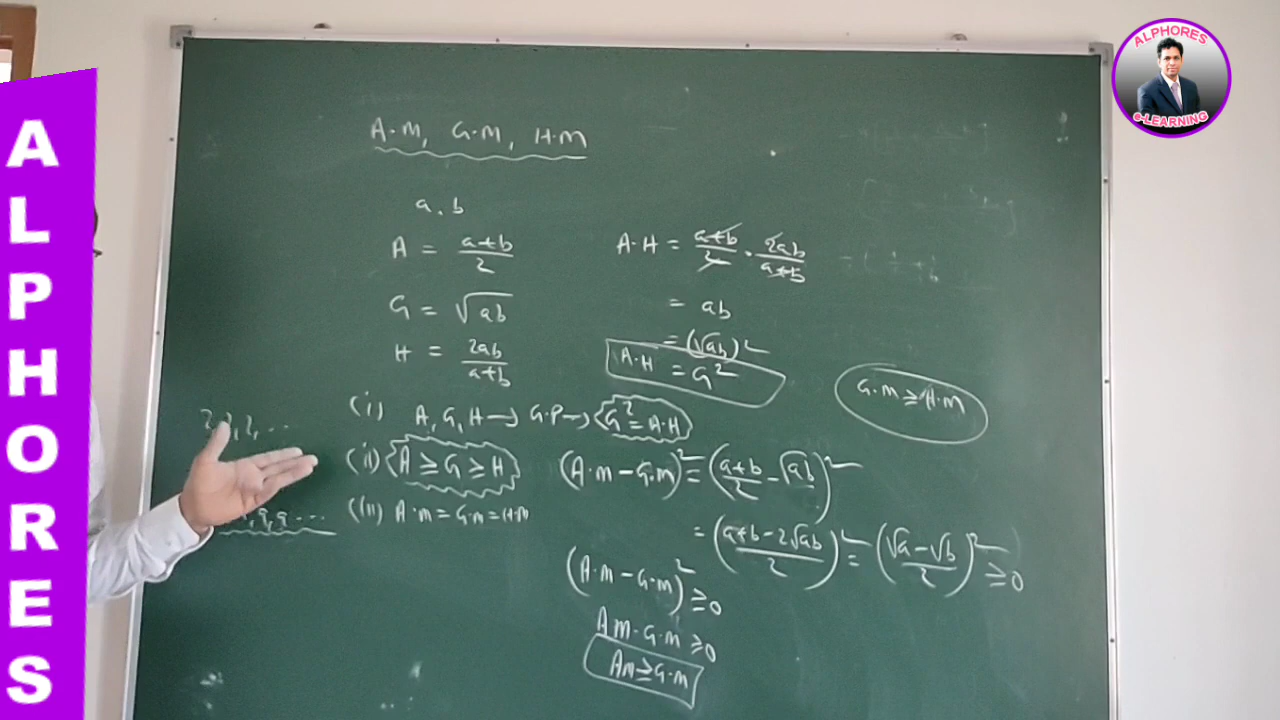 ALPHORES
ALPHORES
e-LEARNING
A.M, G.M, H.M
a, b
A = (a+b)/2
G = √ab
H = 2ab/(a+b)
A·H = (a+b)/2 · 2ab/(a+b)
= ab
= (√ab)²
A·H = G²
G.M ≥ H.M
(i) A, G, H → G.P → G² = A·H
(ii) A ≥ G ≥ H
(iii) A.M = G.M = H.M
(A.M − G.M)² = ((a+b)/2 − √ab)²
= ((a+b−2√ab)/2)² = ((√a−√b)/2)² ≥ 0
(A.M − G.M)² ≥ 0
AM-G.M ≥ 0
AM ≥ G.M